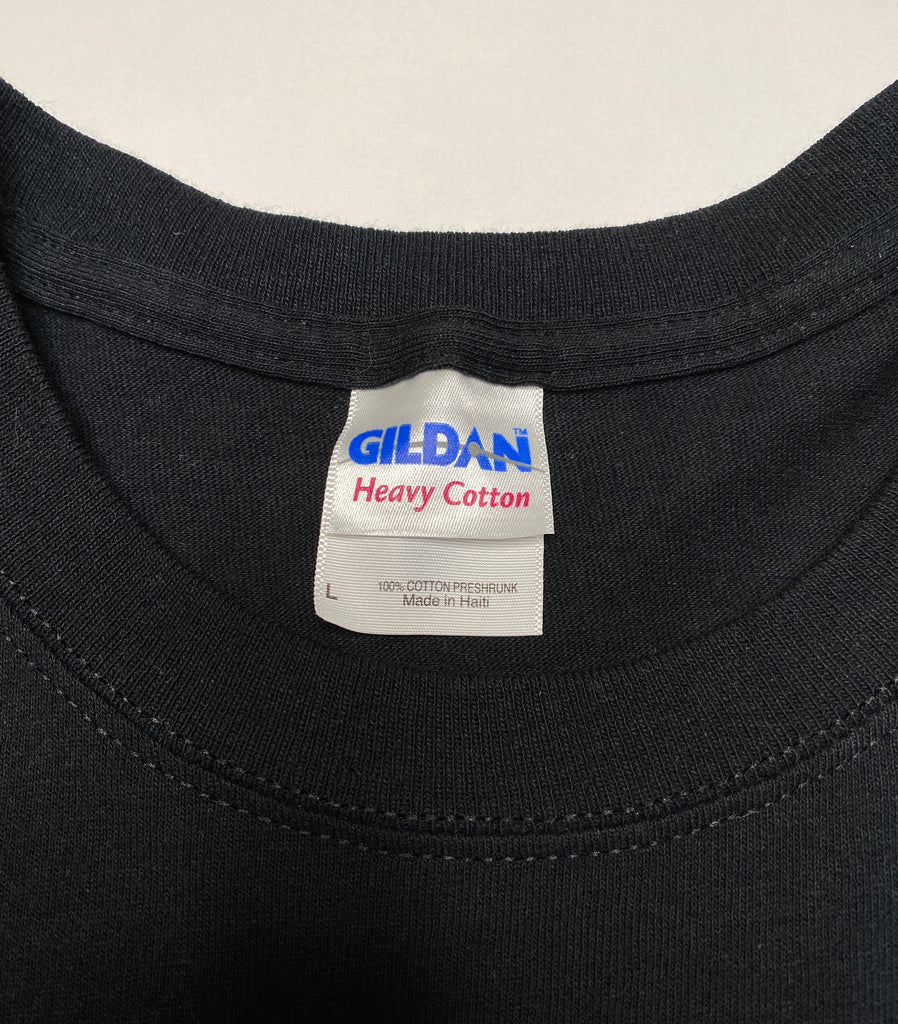 GILDAN™
Heavy Cotton
L
100% COTTON PRESHRUNK
Made in Haiti